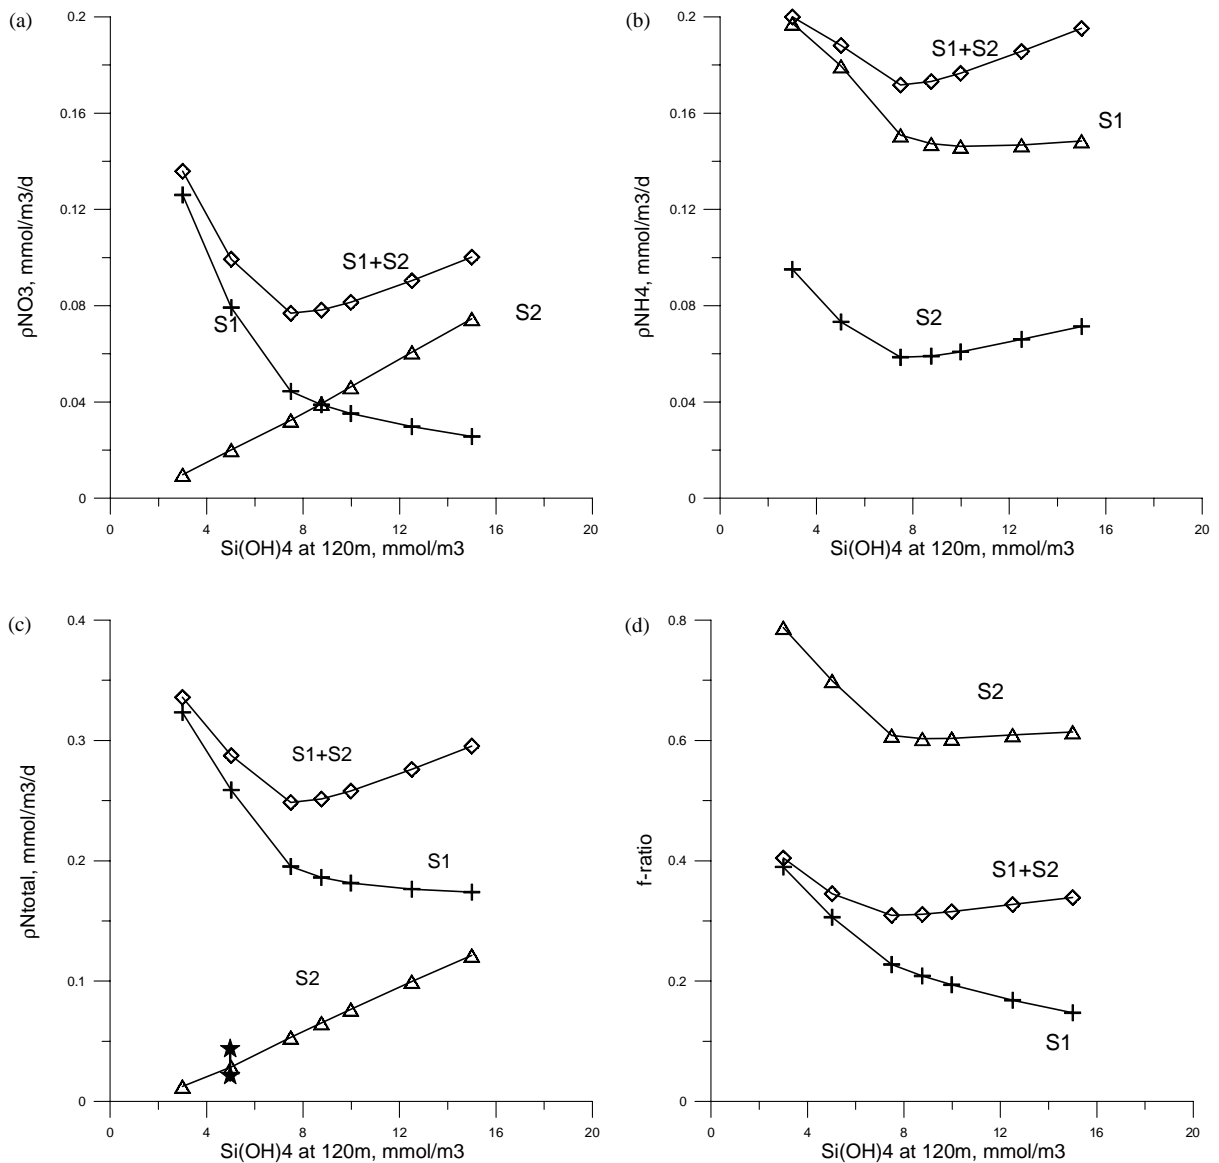 (a)
0.2
0.16
0.12
0.08
0.04
0
ρNO3, mmol/m3/d
S1+S2
S1
S2
0 4 8 12 16 20
Si(OH)4 at 120m, mmol/m3
(b)
0.2
0.16
0.12
0.08
0.04
0
ρNH4, mmol/m3/d
S1+S2
S1
S2
0 4 8 12 16 20
Si(OH)4 at 120m, mmol/m3
(c)
0.4
0.3
0.2
0.1
0
ρNtotal, mmol/m3/d
S1+S2
S1
S2
0 4 8 12 16 20
Si(OH)4 at 120m, mmol/m3
(d)
0.8
0.6
0.4
0.2
0
f-ratio
S2
S1+S2
S1
0 4 8 12 16 20
Si(OH)4 at 120m, mmol/m3